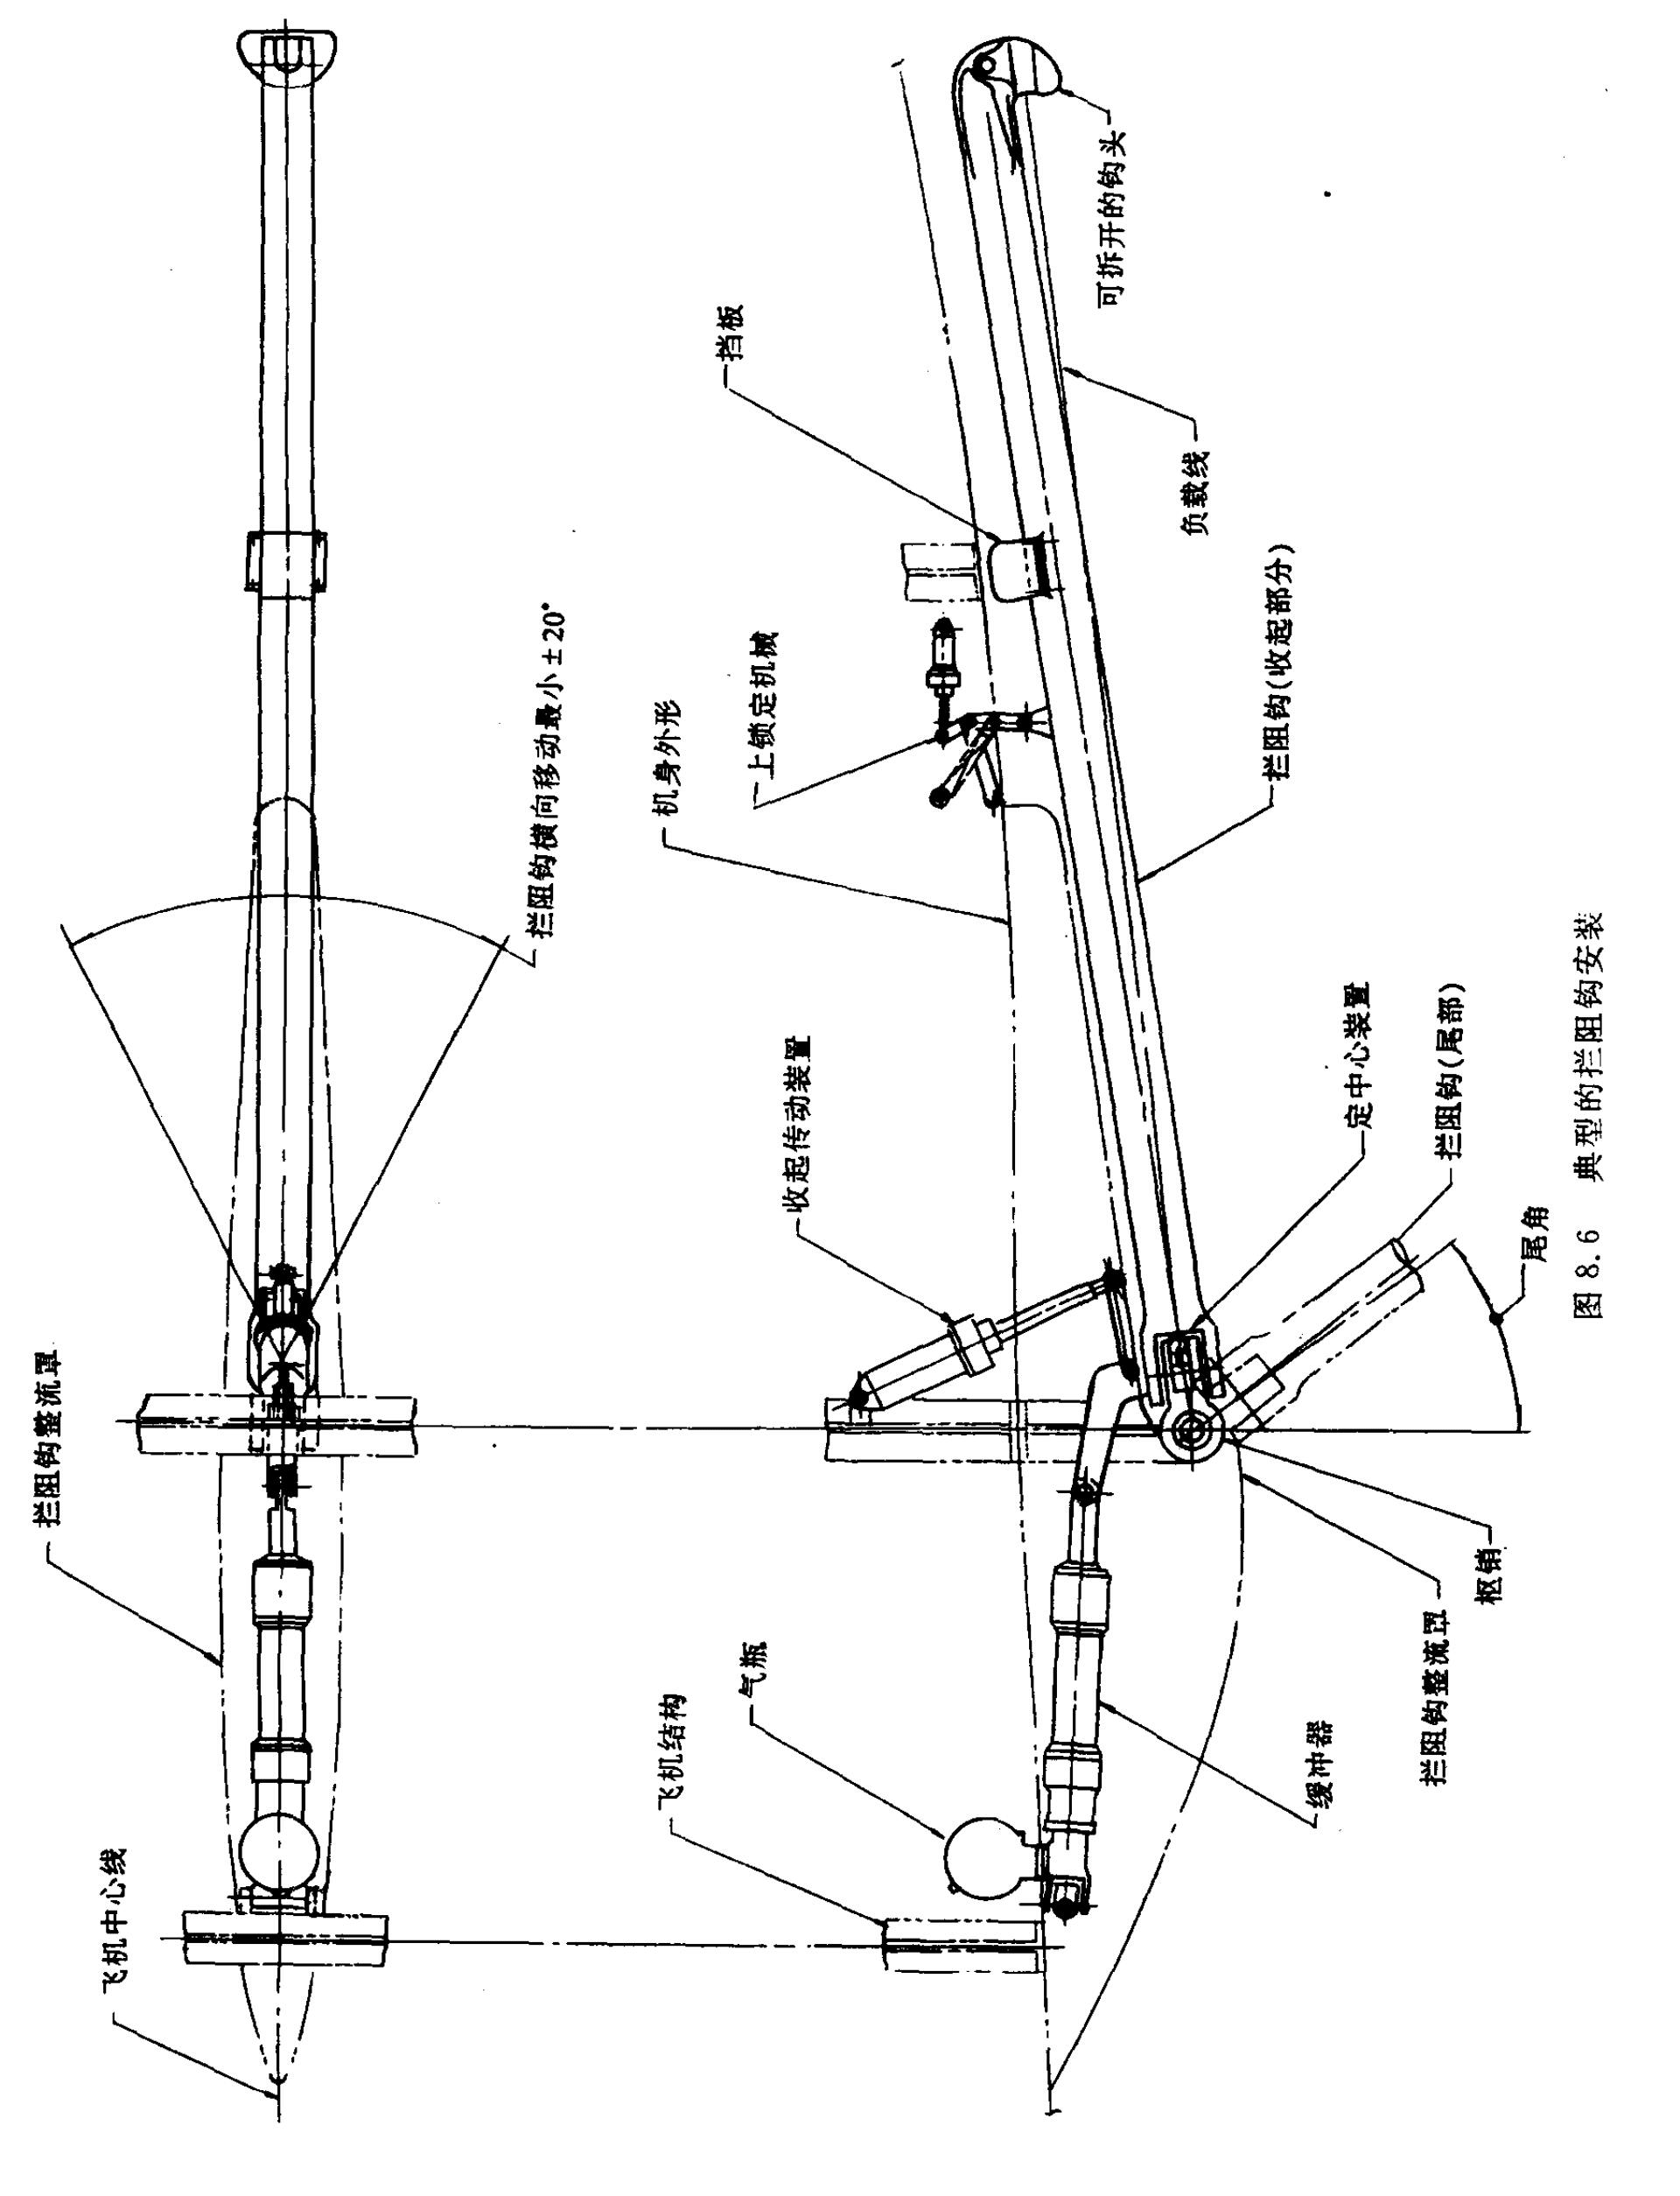 飞机中心线
拦阻钩整流罩
拦阻钩横向移动最小±20°
飞机结构
气瓶
收起传动装置
机身外形
上锁定机械
挡板
可拆开的钩头
负载线
拦阻钩(收起部分)
定中心装置
拦阻钩(尾部)
尾角
枢销
拦阻钩整流罩
缓冲器
图 8.6 典型的拦阻钩安装